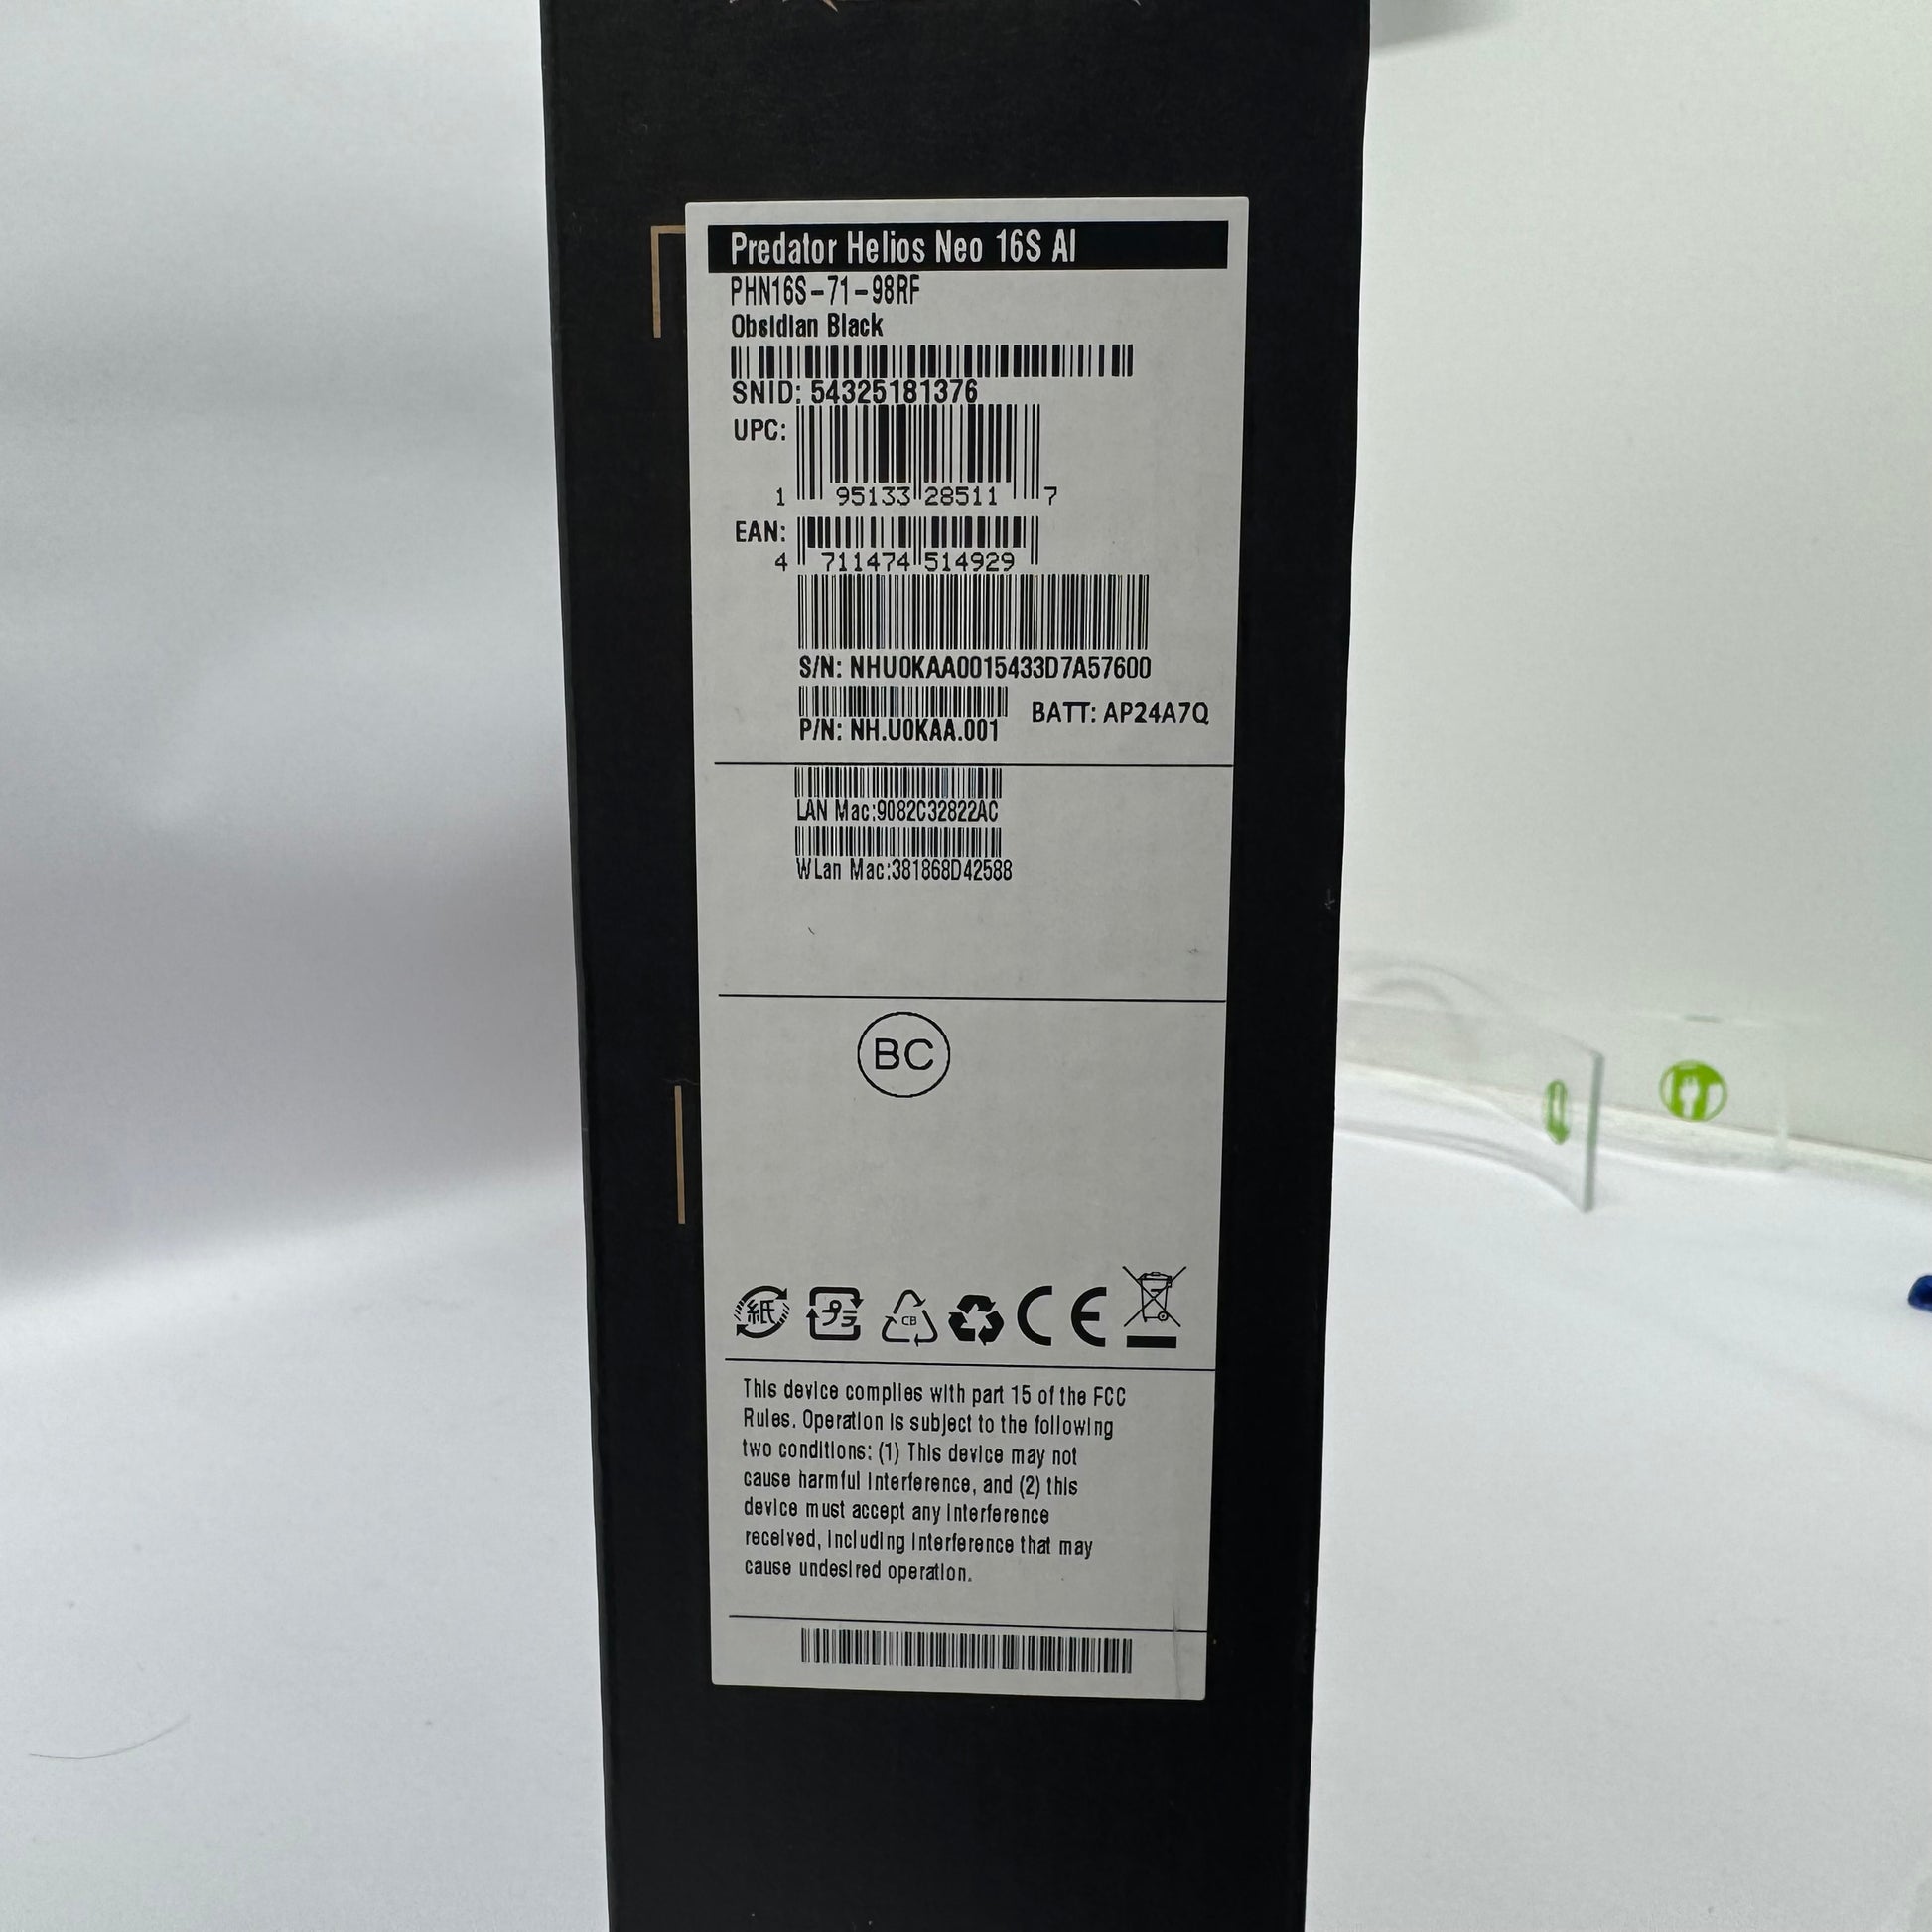 Predator Helios Neo 16S AI
PHN16S-71-98RF
Obsidian Black
SNID: 54325181376
UPC:
1 95133 28511 7
EAN:
4 711474 514929
S/N: NHU0KAA0015433D7A57600
P/N: NH.U0KAA.001
BATT: AP24A7Q
LAN Mac:9082C32822AC
WLan Mac:381868D42588
BC
紙
プラ
CB
CE
This device complies with part 15 of the FCC
Rules. Operation is subject to the following
two conditions: (1) This device may not
cause harmful interference, and (2) this
device must accept any interference
received, including interference that may
cause undesired operation.